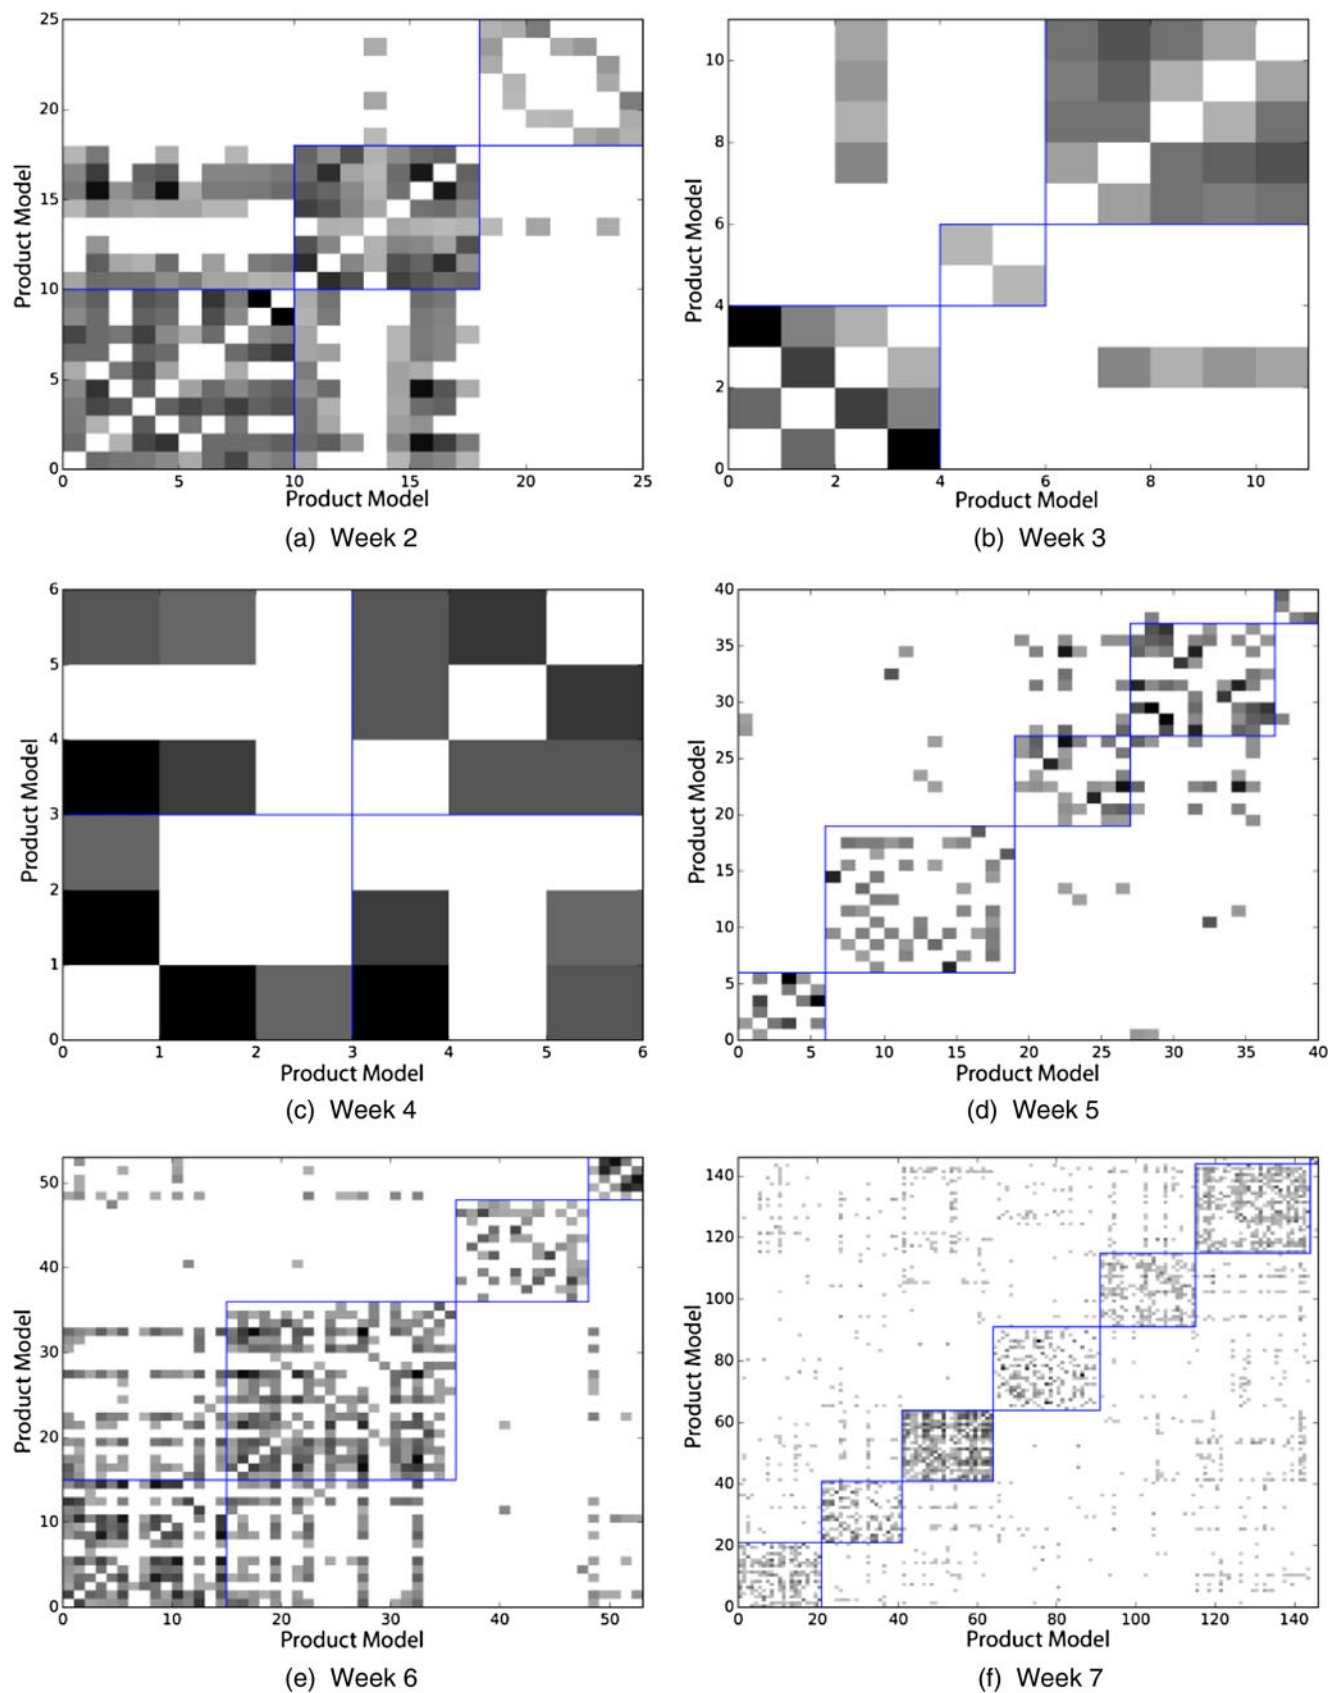 25
20
15
10
5
0
Product Model
0 5 10 15 20 25
Product Model
(a) Week 2
10
8
6
4
2
0
Product Model
0 2 4 6 8 10
Product Model
(b) Week 3
6
5
4
3
2
1
0
Product Model
0 1 2 3 4 5 6
Product Model
(c) Week 4
40
35
30
25
20
15
10
5
0
Product Model
0 5 10 15 20 25 30 35 40
Product Model
(d) Week 5
50
40
30
20
10
0
Product Model
0 10 20 30 40 50
Product Model
(e) Week 6
140
120
100
80
60
40
20
0
Product Model
0 20 40 60 80 100 120 140
Product Model
(f) Week 7